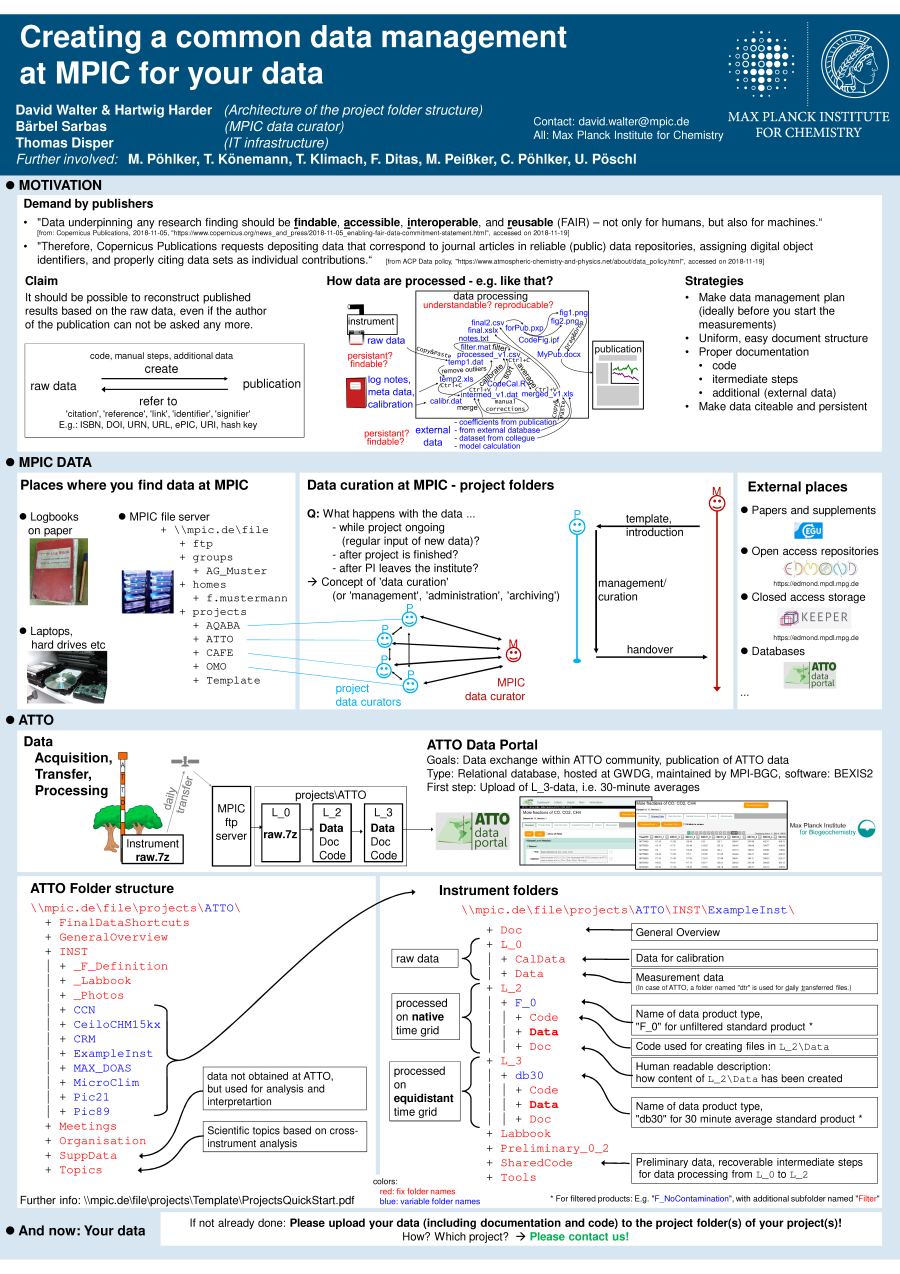 Creating a common data management
at MPIC for your data
David Walter & Hartwig Harder (Architecture of the project folder structure)
Bärbel Sarbas (MPIC data curator)
Thomas Disper (IT infrastructure)
Further involved: M. Pöhlker, T. Könemann, T. Klimach, F. Ditas, M. Peißker, C. Pöhlker, U. Pöschl
Contact: david.walter@mpic.de
All: Max Planck Institute for Chemistry
MAX PLANCK INSTITUTE
FOR CHEMISTRY
● MOTIVATION
Demand by publishers
• "Data underpinning any research finding should be findable, accessible, interoperable, and reusable (FAIR) – not only for humans, but also for machines."
[from: Copernicus Publications, 2018-11-05, "https://www.copernicus.org/news_and_press/2018-11-05_enabling-fair-data-commitment-statement.html", accessed on 2018-11-19]
• "Therefore, Copernicus Publications requests depositing data that correspond to journal articles in reliable (public) data repositories, assigning digital object
identifiers, and properly citing data sets as individual contributions." [from ACP Data policy, "https://www.atmospheric-chemistry-and-physics.net/about/data_policy.html", accessed on 2018-11-19]
Claim
It should be possible to reconstruct published
results based on the raw data, even if the author
of the publication can not be asked any more.
code, manual steps, additional data
create
raw data
publication
refer to
'citation', 'reference', 'link', 'identifier', 'signifier'
E.g.: ISBN, DOI, URN, URL, ePIC, URI, hash key
How data are processed - e.g. like that?
data processing
understandable? reproducable?
instrument
raw data
persistant?
findable?
log notes,
meta data,
calibration
persistant?
findable?
external
data
- coefficients from publication
- from external database
- dataset from collegue
- model calculation
final2.csv
final.xslx
notes.txt
forPub.pxp
fig1.png
fig2.png
CodeFig.ipf
MyPub.docx
filter.mat
filter
processed_v1.csv
copy&paste
temp1.dat
remove outliers
temp2.xls
Ctrl+C
Ctrl+C
calibrate
sort
average
CodeCal.R
Ctrl+V
Ctrl+V
calibr.dat
intermed_v1.dat
merged_v1.xls
merge
manual
corrections
publication
Strategies
• Make data management plan
(ideally before you start the
measurements)
• Uniform, easy document structure
• Proper documentation
• code
• itermediate steps
• additional (external data)
• Make data citeable and persistent
● MPIC DATA
Places where you find data at MPIC
● Logbooks
on paper
● Laptops,
hard drives etc
● MPIC file server
+ \\mpic.de\file
+ ftp
+ groups
+ AG_Muster
+ homes
+ f.mustermann
+ projects
+ AQABA
+ ATTO
+ CAFE
+ OMO
+ Template
Data curation at MPIC - project folders
Q: What happens with the data ...
- while project ongoing
(regular input of new data)?
- after project is finished?
- after PI leaves the institute?
→ Concept of 'data curation'
(or 'management', 'administration', 'archiving')
P
P
P
P
M
project
data curators
MPIC
data curator
P
M
template,
introduction
management/
curation
handover
External places
● Papers and supplements
EGU
● Open access repositories
EDMOND
https://edmond.mpdl.mpg.de
● Closed access storage
KEEPER
https://edmond.mpdl.mpg.de
● Databases
ATTO
data
portal
...
● ATTO
Data
Acquisition,
Transfer,
Processing
A T T O
daily
transfer
Instrument
raw.7z
MPIC
ftp
server
projects\ATTO
L_0
raw.7z
L_2
Data
Doc
Code
L_3
Data
Doc
Code
ATTO
data
portal
ATTO Data Portal
Goals: Data exchange within ATTO community, publication of ATTO data
Type: Relational database, hosted at GWDG, maintained by MPI-BGC, software: BEXIS2
First step: Upload of L_3-data, i.e. 30-minute averages
Max Planck Institute
for Biogeochemistry
ATTO Folder structure
\\mpic.de\file\projects\ATTO\
+ FinalDataShortcuts
+ GeneralOverview
+ INST
| + _F_Definition
| + _Labbook
| + _Photos
| + CCN
| + CeiloCHM15kx
| + CRM
| + ExampleInst
| + MAX_DOAS
| + MicroClim
| + Pic21
| + Pic89
+ Meetings
+ Organisation
+ SuppData
+ Topics
data not obtained at ATTO,
but used for analysis and
interpretartion
Scientific topics based on cross-
instrument analysis
Further info: \\mpic.de\file\projects\Template\ProjectsQuickStart.pdf
Instrument folders
\\mpic.de\file\projects\ATTO\INST\ExampleInst\
+ Doc
+ L_0
| + CalData
| + Data
+ L_2
| + F_0
| | + Code
| | + Data
| | + Doc
+ L_3
| + db30
| | + Code
| | + Data
| | + Doc
+ Labbook
+ Preliminary_0_2
+ SharedCode
+ Tools
raw data
processed
on native
time grid
processed
on
equidistant
time grid
General Overview
Data for calibration
Measurement data
(In case of ATTO, a folder named "dtr" is used for daily transferred files.)
Name of data product type,
"F_0" for unfiltered standard product *
Code used for creating files in L_2\Data
Human readable description:
how content of L_2\Data has been created
Name of data product type,
"db30" for 30 minute average standard product *
Preliminary data, recoverable intermediate steps
for data processing from L_0 to L_2
colors:
red: fix folder names
blue: variable folder names
* For filtered products: E.g. "F_NoContamination", with additional subfolder named "Filter"
● And now: Your data
If not already done: Please upload your data (including documentation and code) to the project folder(s) of your project(s)!
How? Which project? → Please contact us!